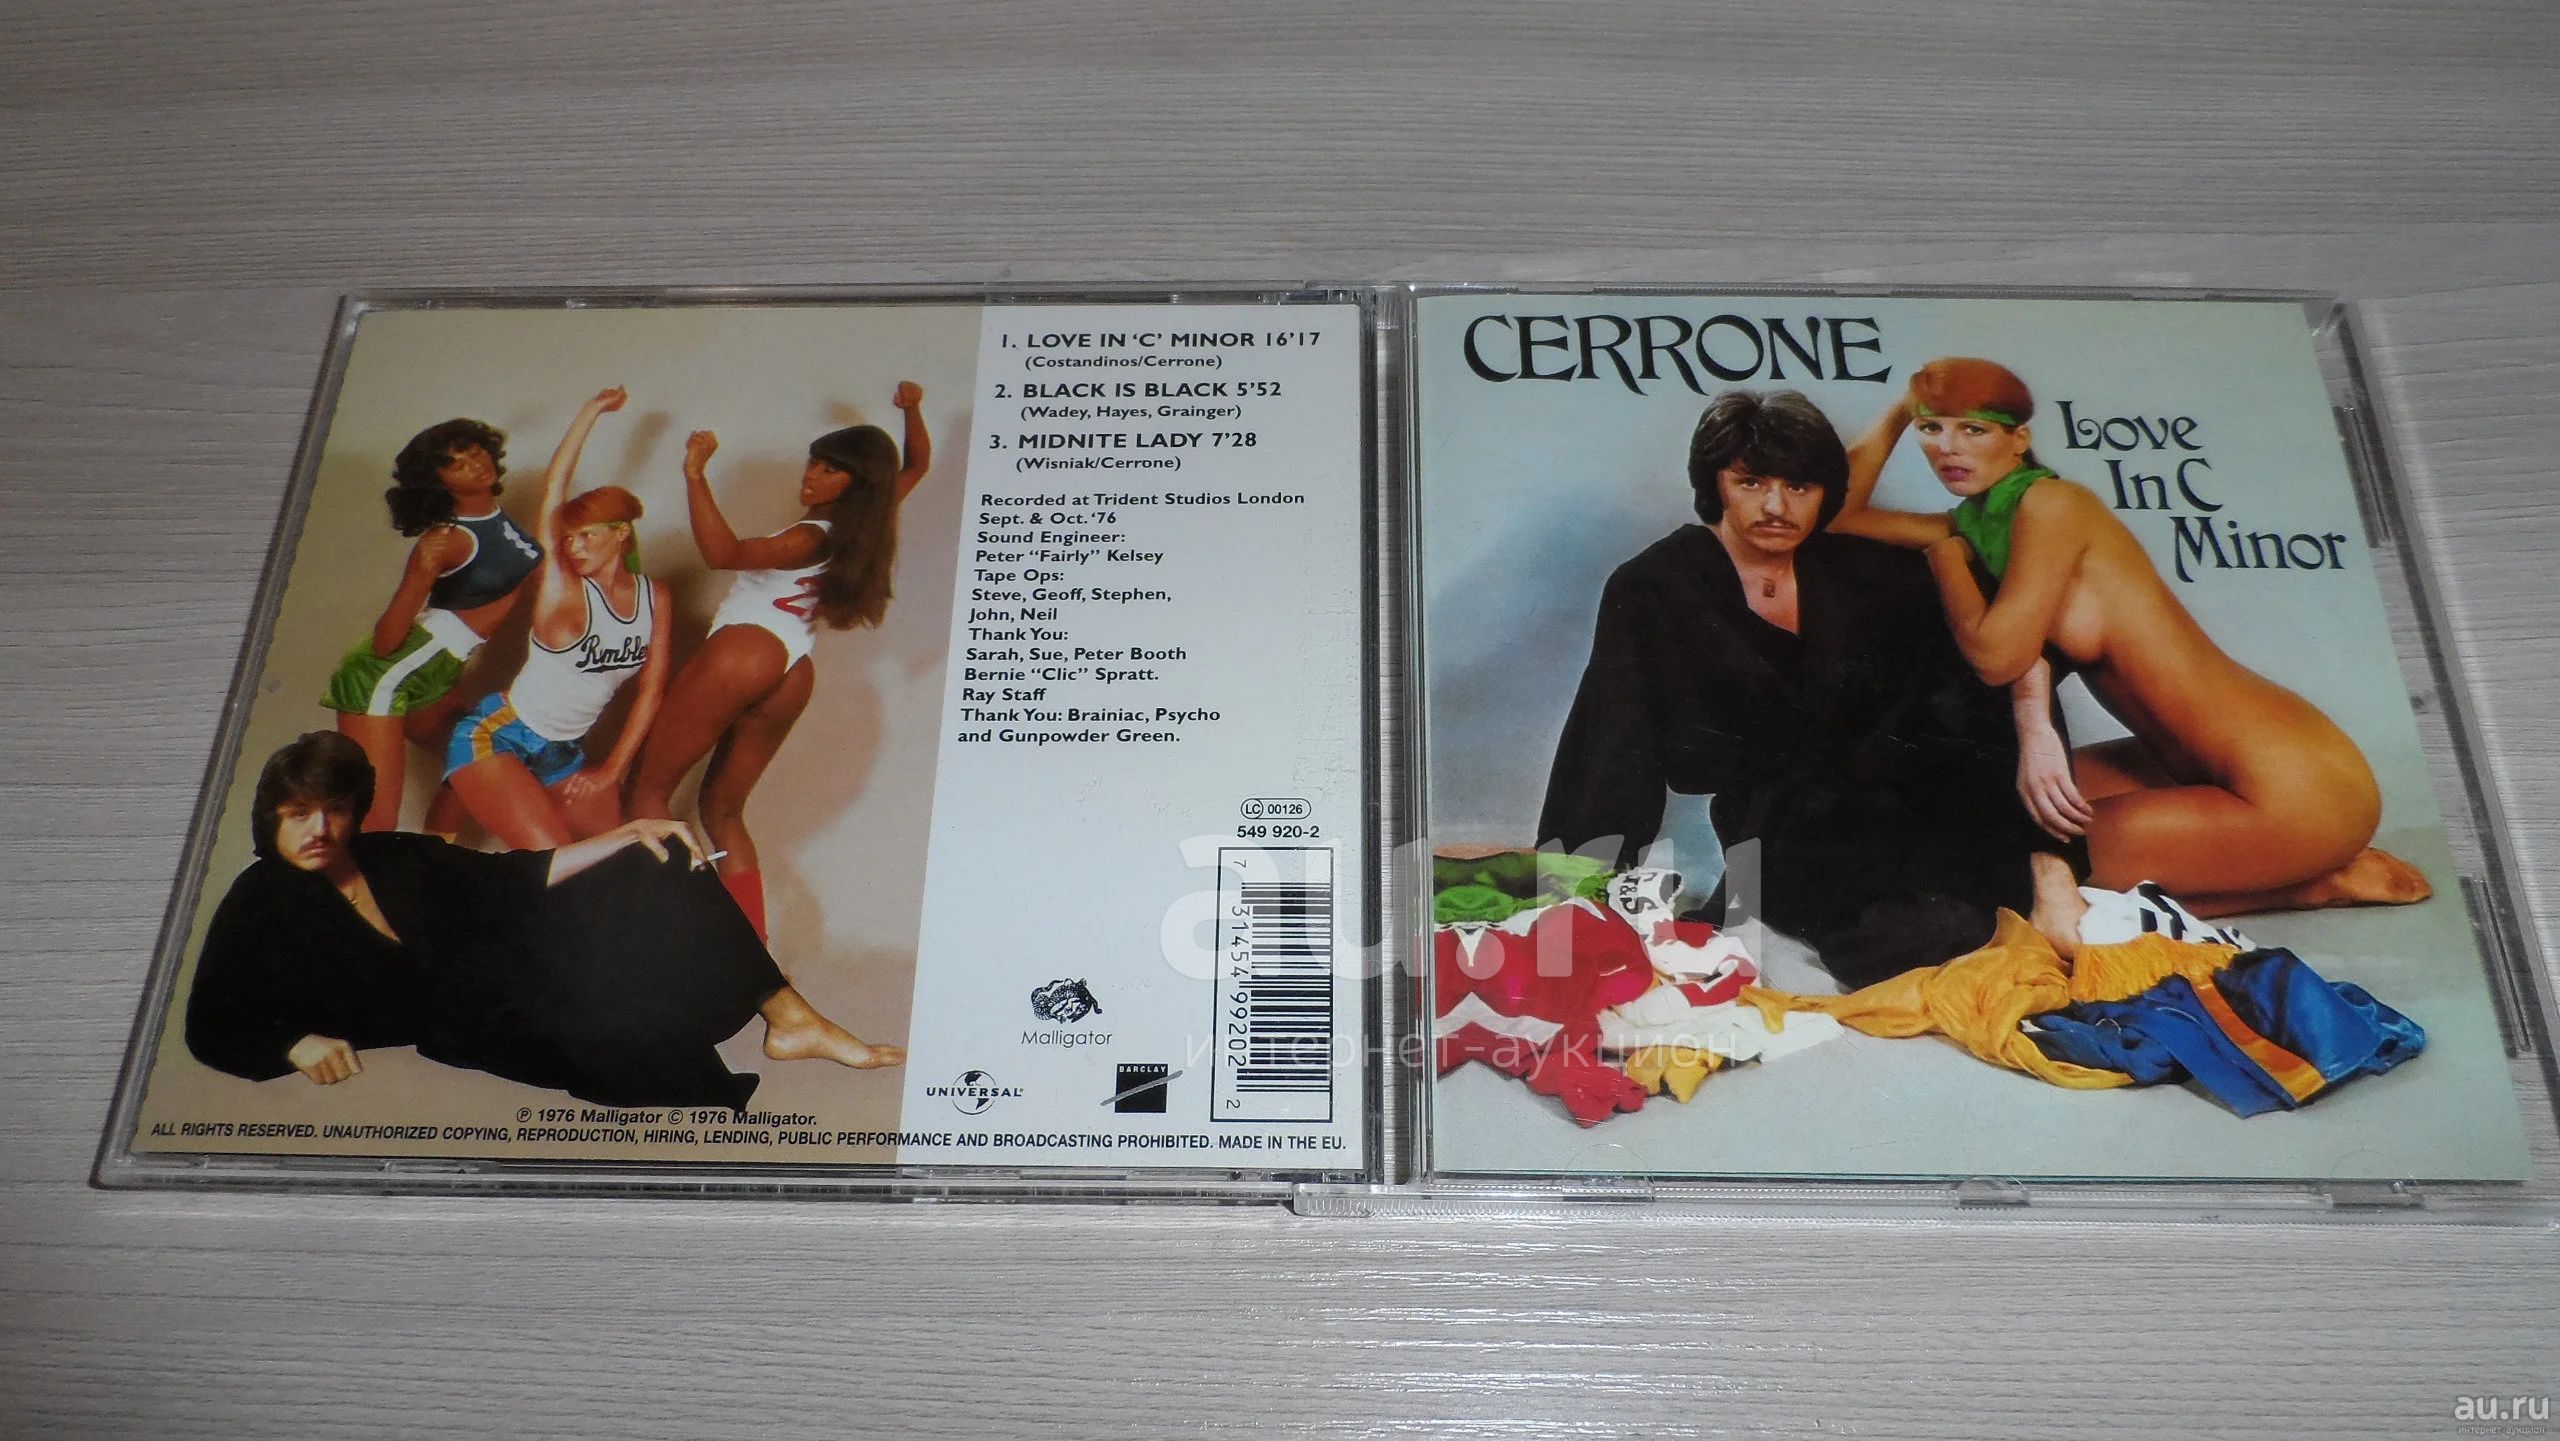 1. LOVE IN ‘C’ MINOR 16’17
(Costandinos/Cerrone)
2. BLACK IS BLACK 5’52
(Wadey, Hayes, Grainger)
3. MIDNITE LADY 7’28
(Wisniak/Cerrone)
Recorded at Trident Studios London
Sept. & Oct. ‘76
Sound Engineer:
Peter “Fairly” Kelsey
Tape Ops:
Steve, Geoff, Stephen,
John, Neil
Thank You:
Sarah, Sue, Peter Booth
Bernie “Clic” Spratt.
Ray Staff
Thank You: Brainiac, Psycho
and Gunpowder Green.
LC 00126
549 920-2
7 31454 99202 2
Malligator
UNIVERSAL
BARCLAY
℗ 1976 Malligator © 1976 Malligator.
ALL RIGHTS RESERVED. UNAUTHORIZED COPYING, REPRODUCTION, HIRING, LENDING, PUBLIC PERFORMANCE AND BROADCASTING PROHIBITED. MADE IN THE EU.
CERRONE
Love
In C
Minor
au.ru
интернет-аукцион
au.ru
интернет-аукцион